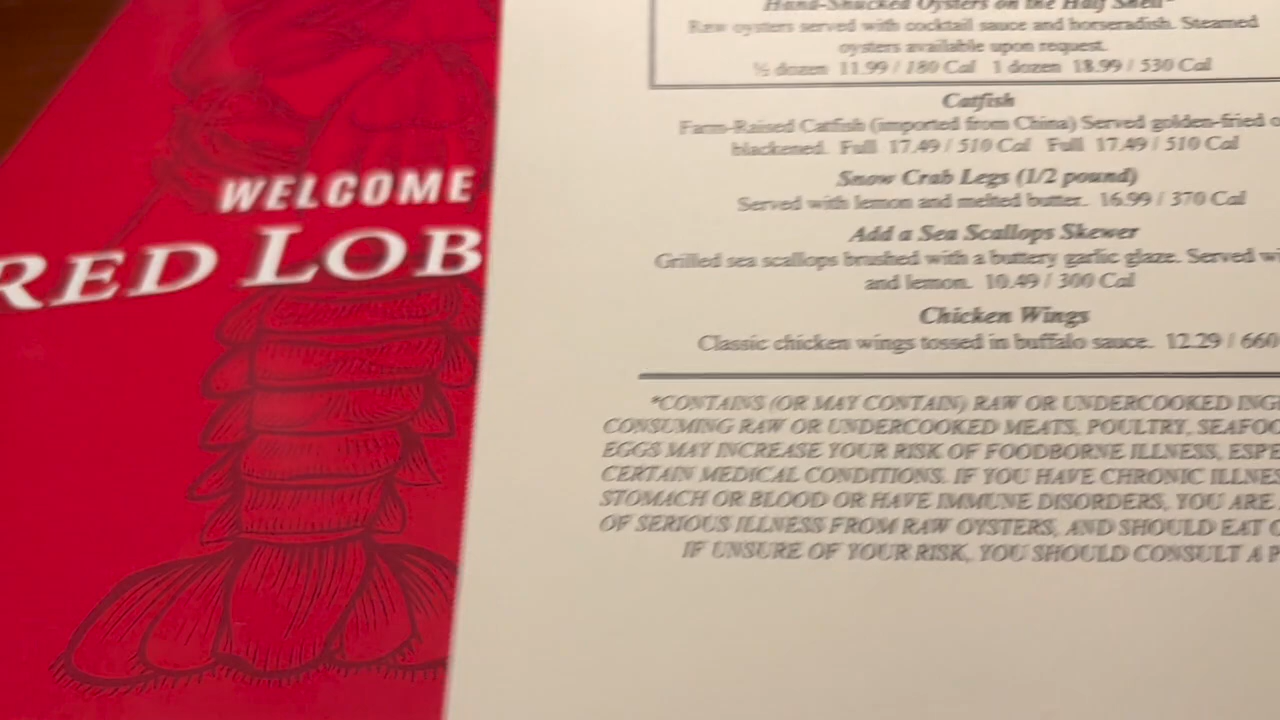 WELCOME
RED LOB
Hand-Shucked Oysters on the Half Shell*
Raw oysters served with cocktail sauce and horseradish. Steamed
oysters available upon request.
½ dozen 11.99 / 180 Cal 1 dozen 18.99 / 530 Cal
Catfish
Farm-Raised Catfish (imported from China) Served golden-fried o
blackened. Full 17.49 / 510 Cal Full 17.49 / 510 Cal
Snow Crab Legs (1/2 pound)
Served with lemon and melted butter. 16.99 / 370 Cal
Add a Sea Scallops Skewer
Grilled sea scallops brushed with a buttery garlic glaze. Served wi
and lemon. 10.49 / 300 Cal
Chicken Wings
Classic chicken wings tossed in buffalo sauce. 12.29 / 660
*CONTAINS (OR MAY CONTAIN) RAW OR UNDERCOOKED ING
CONSUMING RAW OR UNDERCOOKED MEATS, POULTRY, SEAFOO
EGGS MAY INCREASE YOUR RISK OF FOODBORNE ILLNESS, ESPE
CERTAIN MEDICAL CONDITIONS. IF YOU HAVE CHRONIC ILLNES
STOMACH OR BLOOD OR HAVE IMMUNE DISORDERS, YOU ARE
OF SERIOUS ILLNESS FROM RAW OYSTERS, AND SHOULD EAT O
IF UNSURE OF YOUR RISK, YOU SHOULD CONSULT A P